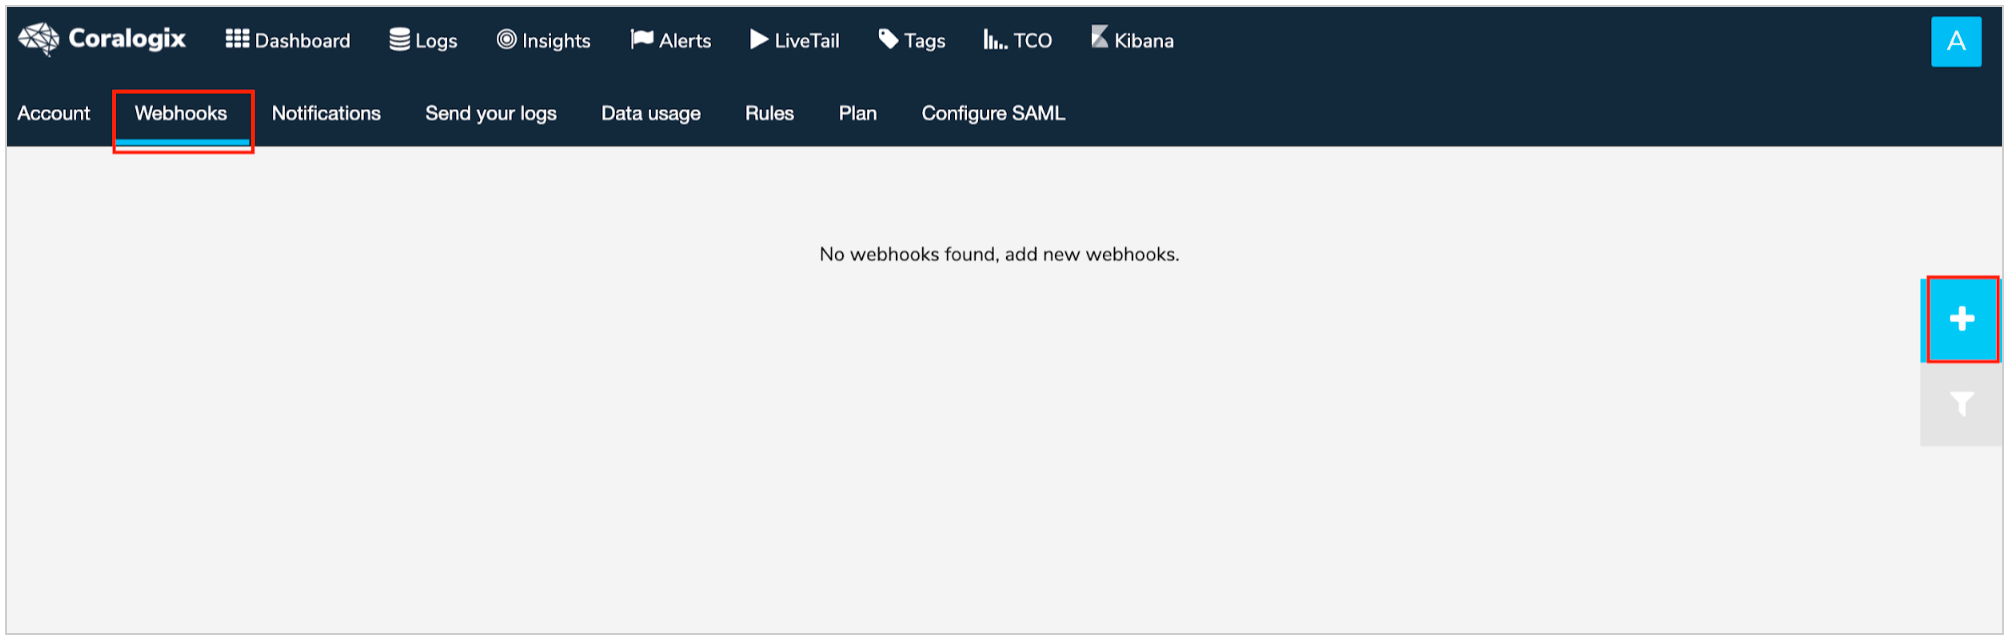 Coralogix Dashboard Logs Insights Alerts LiveTail Tags TCO Kibana A
Account Webhooks Notifications Send your logs Data usage Rules Plan Configure SAML
No webhooks found, add new webhooks.